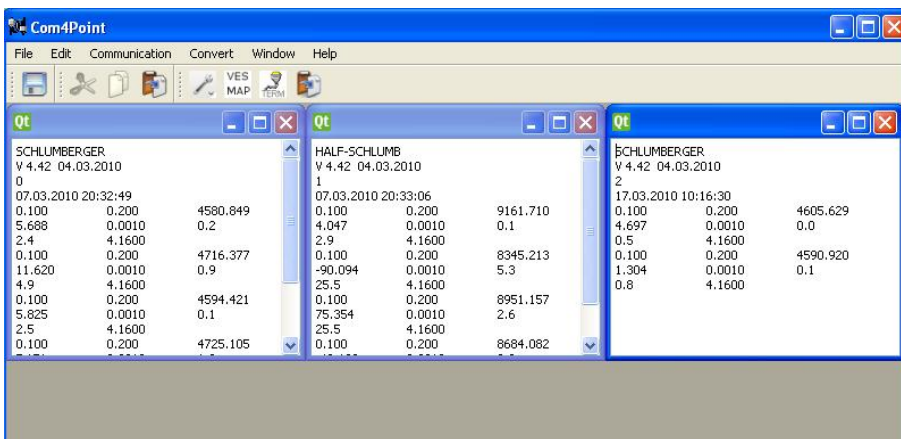 Com4Point
File Edit Communication Convert Window Help
VES MAP TERM
Qt
SCHLUMBERGER
V 4.42 04.03.2010
0
07.03.2010 20:32:49
0.100 0.200 4580.849
5.688 0.0010 0.2
2.4 4.1600
0.100 0.200 4716.377
11.620 0.0010 0.9
4.9 4.1600
0.100 0.200 4594.421
5.825 0.0010 0.1
2.5 4.1600
0.100 0.200 4725.105
Qt
HALF-SCHLUMB
V 4.42 04.03.2010
1
07.03.2010 20:33:06
0.100 0.200 9161.710
4.047 0.0010 0.1
2.9 4.1600
0.100 0.200 8345.213
-90.094 0.0010 5.3
25.5 4.1600
0.100 0.200 8951.157
75.354 0.0010 2.6
25.5 4.1600
0.100 0.200 8684.082
Qt
SCHLUMBERGER
V 4.42 04.03.2010
2
17.03.2010 10:16:30
0.100 0.200 4605.629
4.697 0.0010 0.0
0.5 4.1600
0.100 0.200 4590.920
1.304 0.0010 0.1
0.8 4.1600